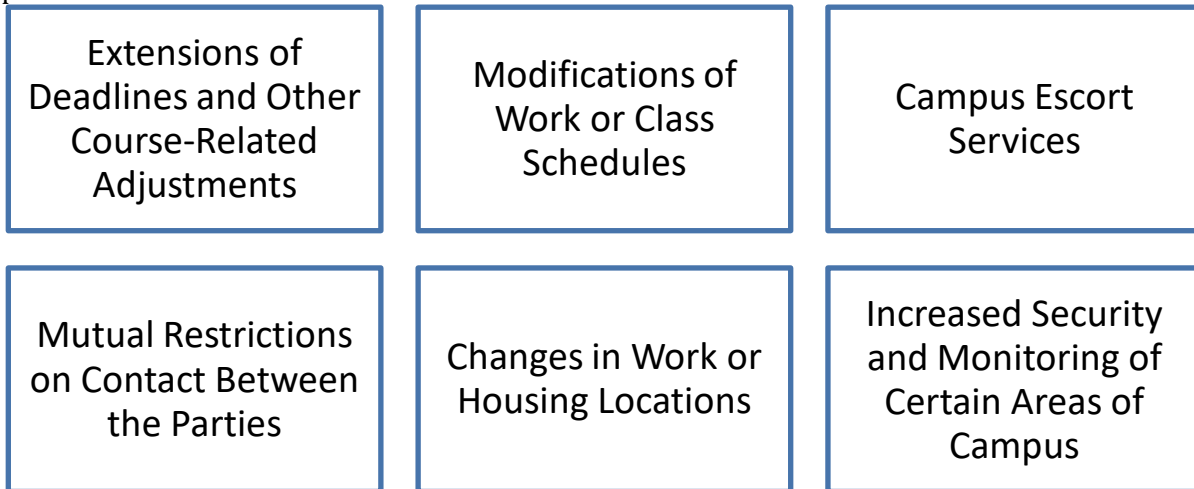 Extensions of
Deadlines and Other
Course-Related
Adjustments
Modifications of
Work or Class
Schedules
Campus Escort
Services
Mutual Restrictions
on Contact Between
the Parties
Changes in Work or
Housing Locations
Increased Security
and Monitoring of
Certain Areas of
Campus